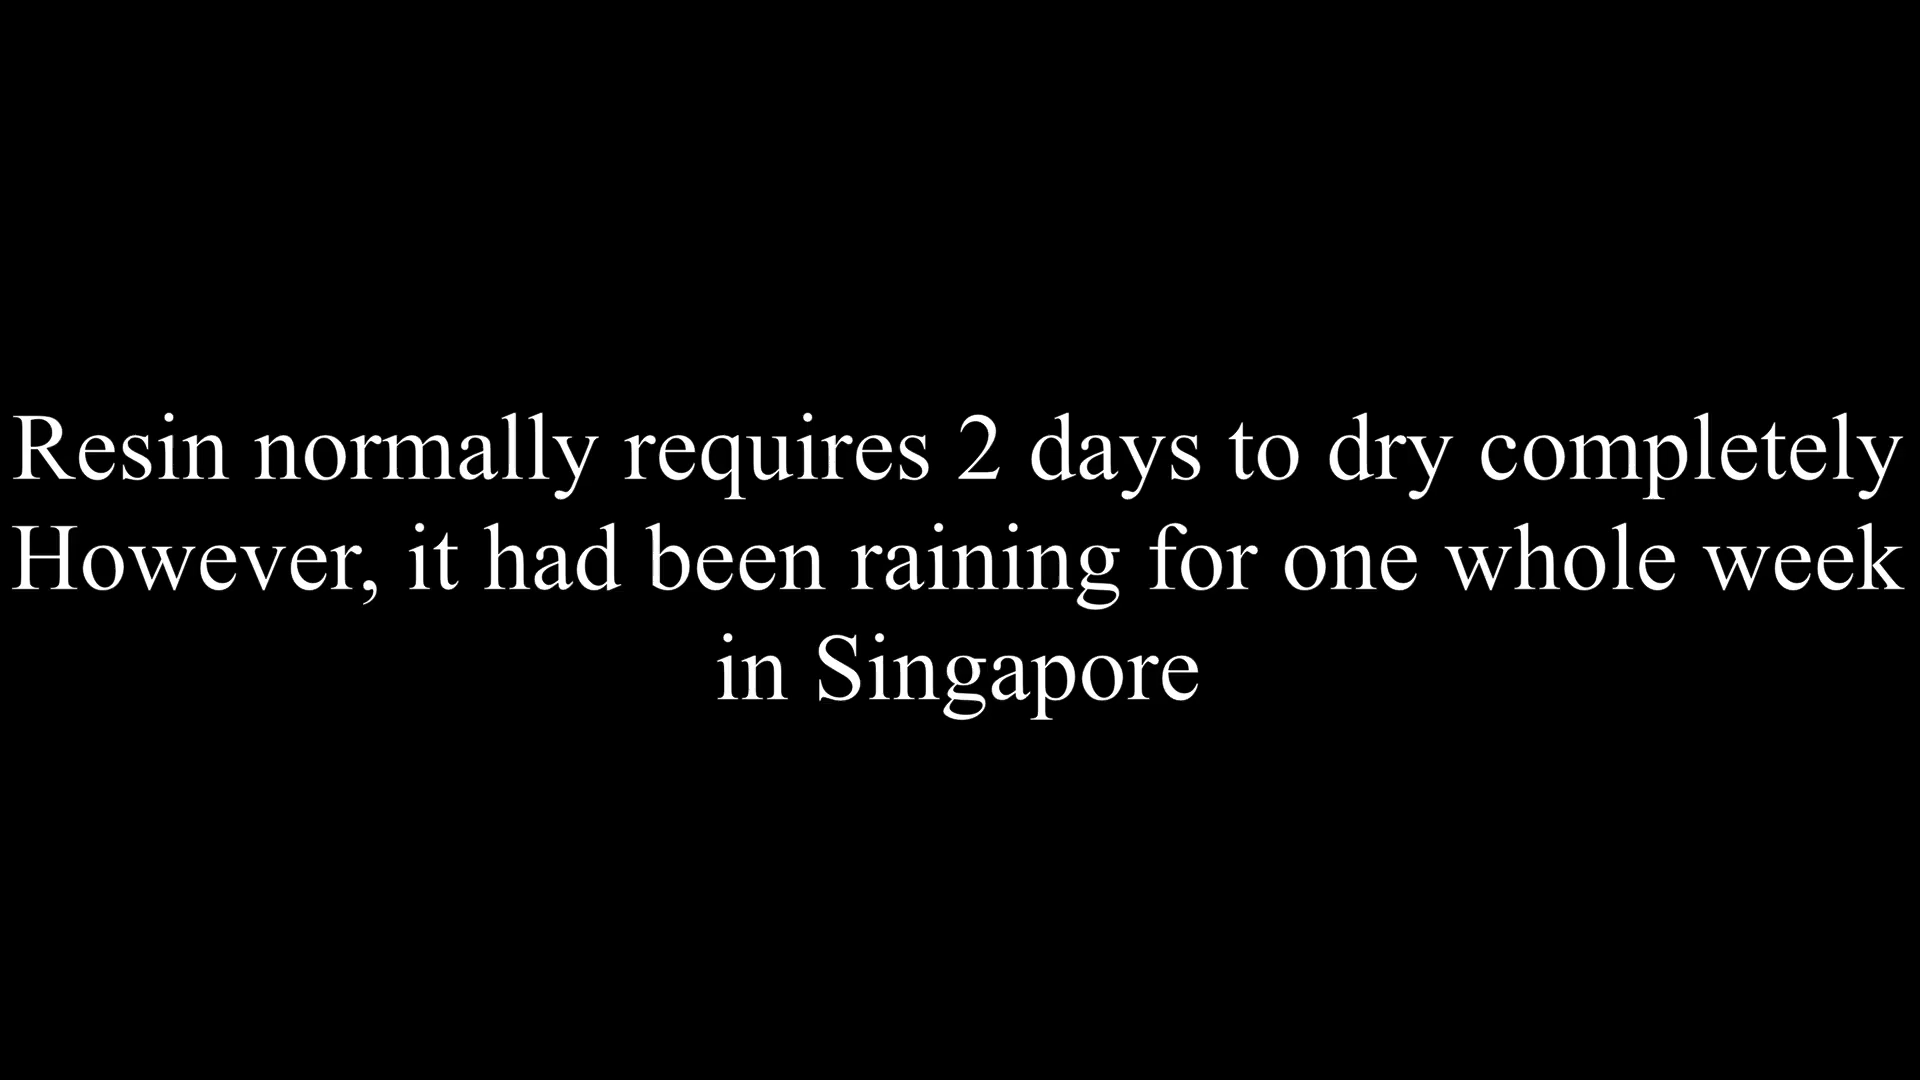 Resin normally requires 2 days to dry completely
However, it had been raining for one whole week
in Singapore